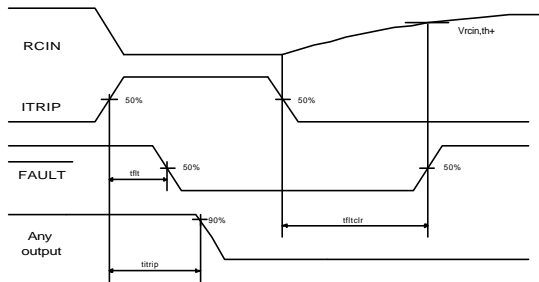 RCIN
Vrcin,th+
ITRIP
50%
50%
FAULT
tflt
50%
50%
Any
output
90%
tfltclr
titrip